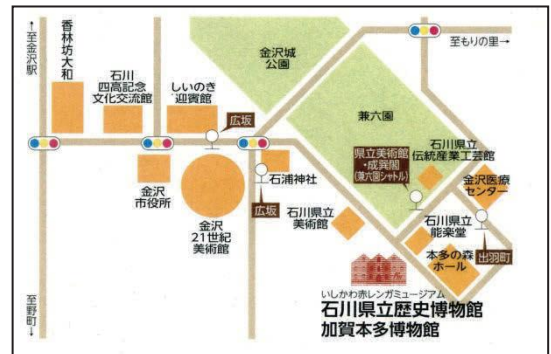 ←至金沢駅
香林坊大和
石川
四高記念
文化交流館
しいのき
迎賓館
広坂
金沢城
公園
至もりの里→
兼六園
県立美術館
・成巽閣
(兼六園シャトル)
石川県立
伝統産業工芸館
金沢医療
センター
金沢
市役所
金沢
21世紀
美術館
石浦神社
広坂
石川県立
美術館
石川県立
能楽堂
本多の森
ホール
出羽町
至野町→
いしかわ赤レンガミュージアム
石川県立歴史博物館
加賀本多博物館